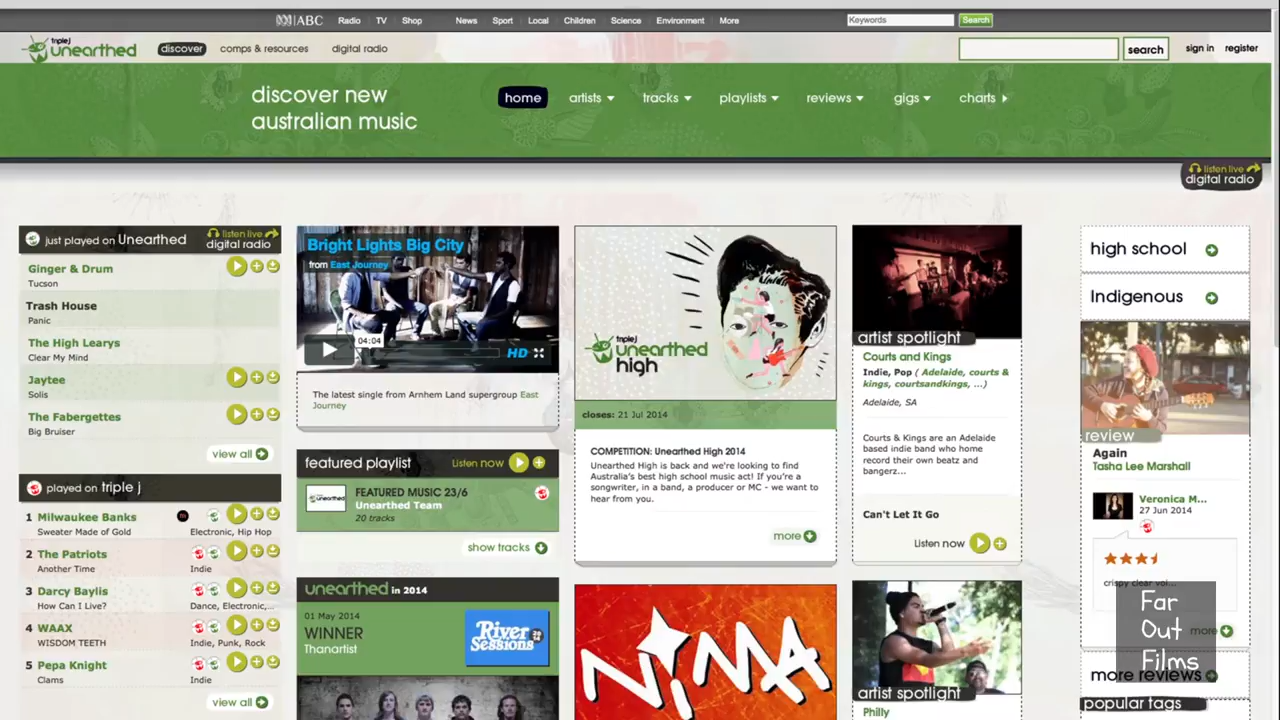 ABC Radio TV Shop News Sport Local Children Science Environment More Keywords Search
triple j
unearthed discover comps & resources digital radio search sign in register
discover new
australian music
home artists tracks playlists reviews gigs charts
listen live
digital radio
just played on Unearthed
listen live
digital radio
Ginger & Drum
Tucson
Trash House
Panic
The High Learys
Clear My Mind
Jaytee
Solis
The Fabergettes
Big Bruiser
view all
played on triple j
1 Milwaukee Banks
Sweater Made of Gold Electronic, Hip Hop
2 The Patriots
Another Time Indie
3 Darcy Baylis
How Can I Live? Dance, Electronic,...
4 WAAX
WISDOM TEETH Indie, Punk, Rock
5 Pepa Knight
Clams Indie
view all
Bright Lights Big City
from East Journey
04:04
HD
The latest single from Arnhem Land supergroup East
Journey
featured playlist Listen now
unearthed
FEATURED MUSIC 23/6
Unearthed Team
20 tracks
show tracks
unearthed in 2014
01 May 2014
WINNER
Thanartist
River
Sessions
triple j
unearthed
high
closes: 21 Jul 2014
COMPETITION: Unearthed High 2014
Unearthed High is back and we're looking to find
Australia's best high school music act! If you're a
songwriter, in a band, a producer or MC - we want to
hear from you.
more
NIMA
artist spotlight
Courts and Kings
Indie, Pop ( Adelaide, courts &
kings, courtsandkings, ...)
Adelaide, SA
Courts & Kings are an Adelaide
based indie band who home
record their own beatz and
bangerz...
Can't Let It Go
Listen now
artist spotlight
Philly
high school
Indigenous
review
Again
Tasha Lee Marshall
Veronica M...
27 Jun 2014
crispy clear vol...
more
more reviews
popular tags
Far
Out
Films